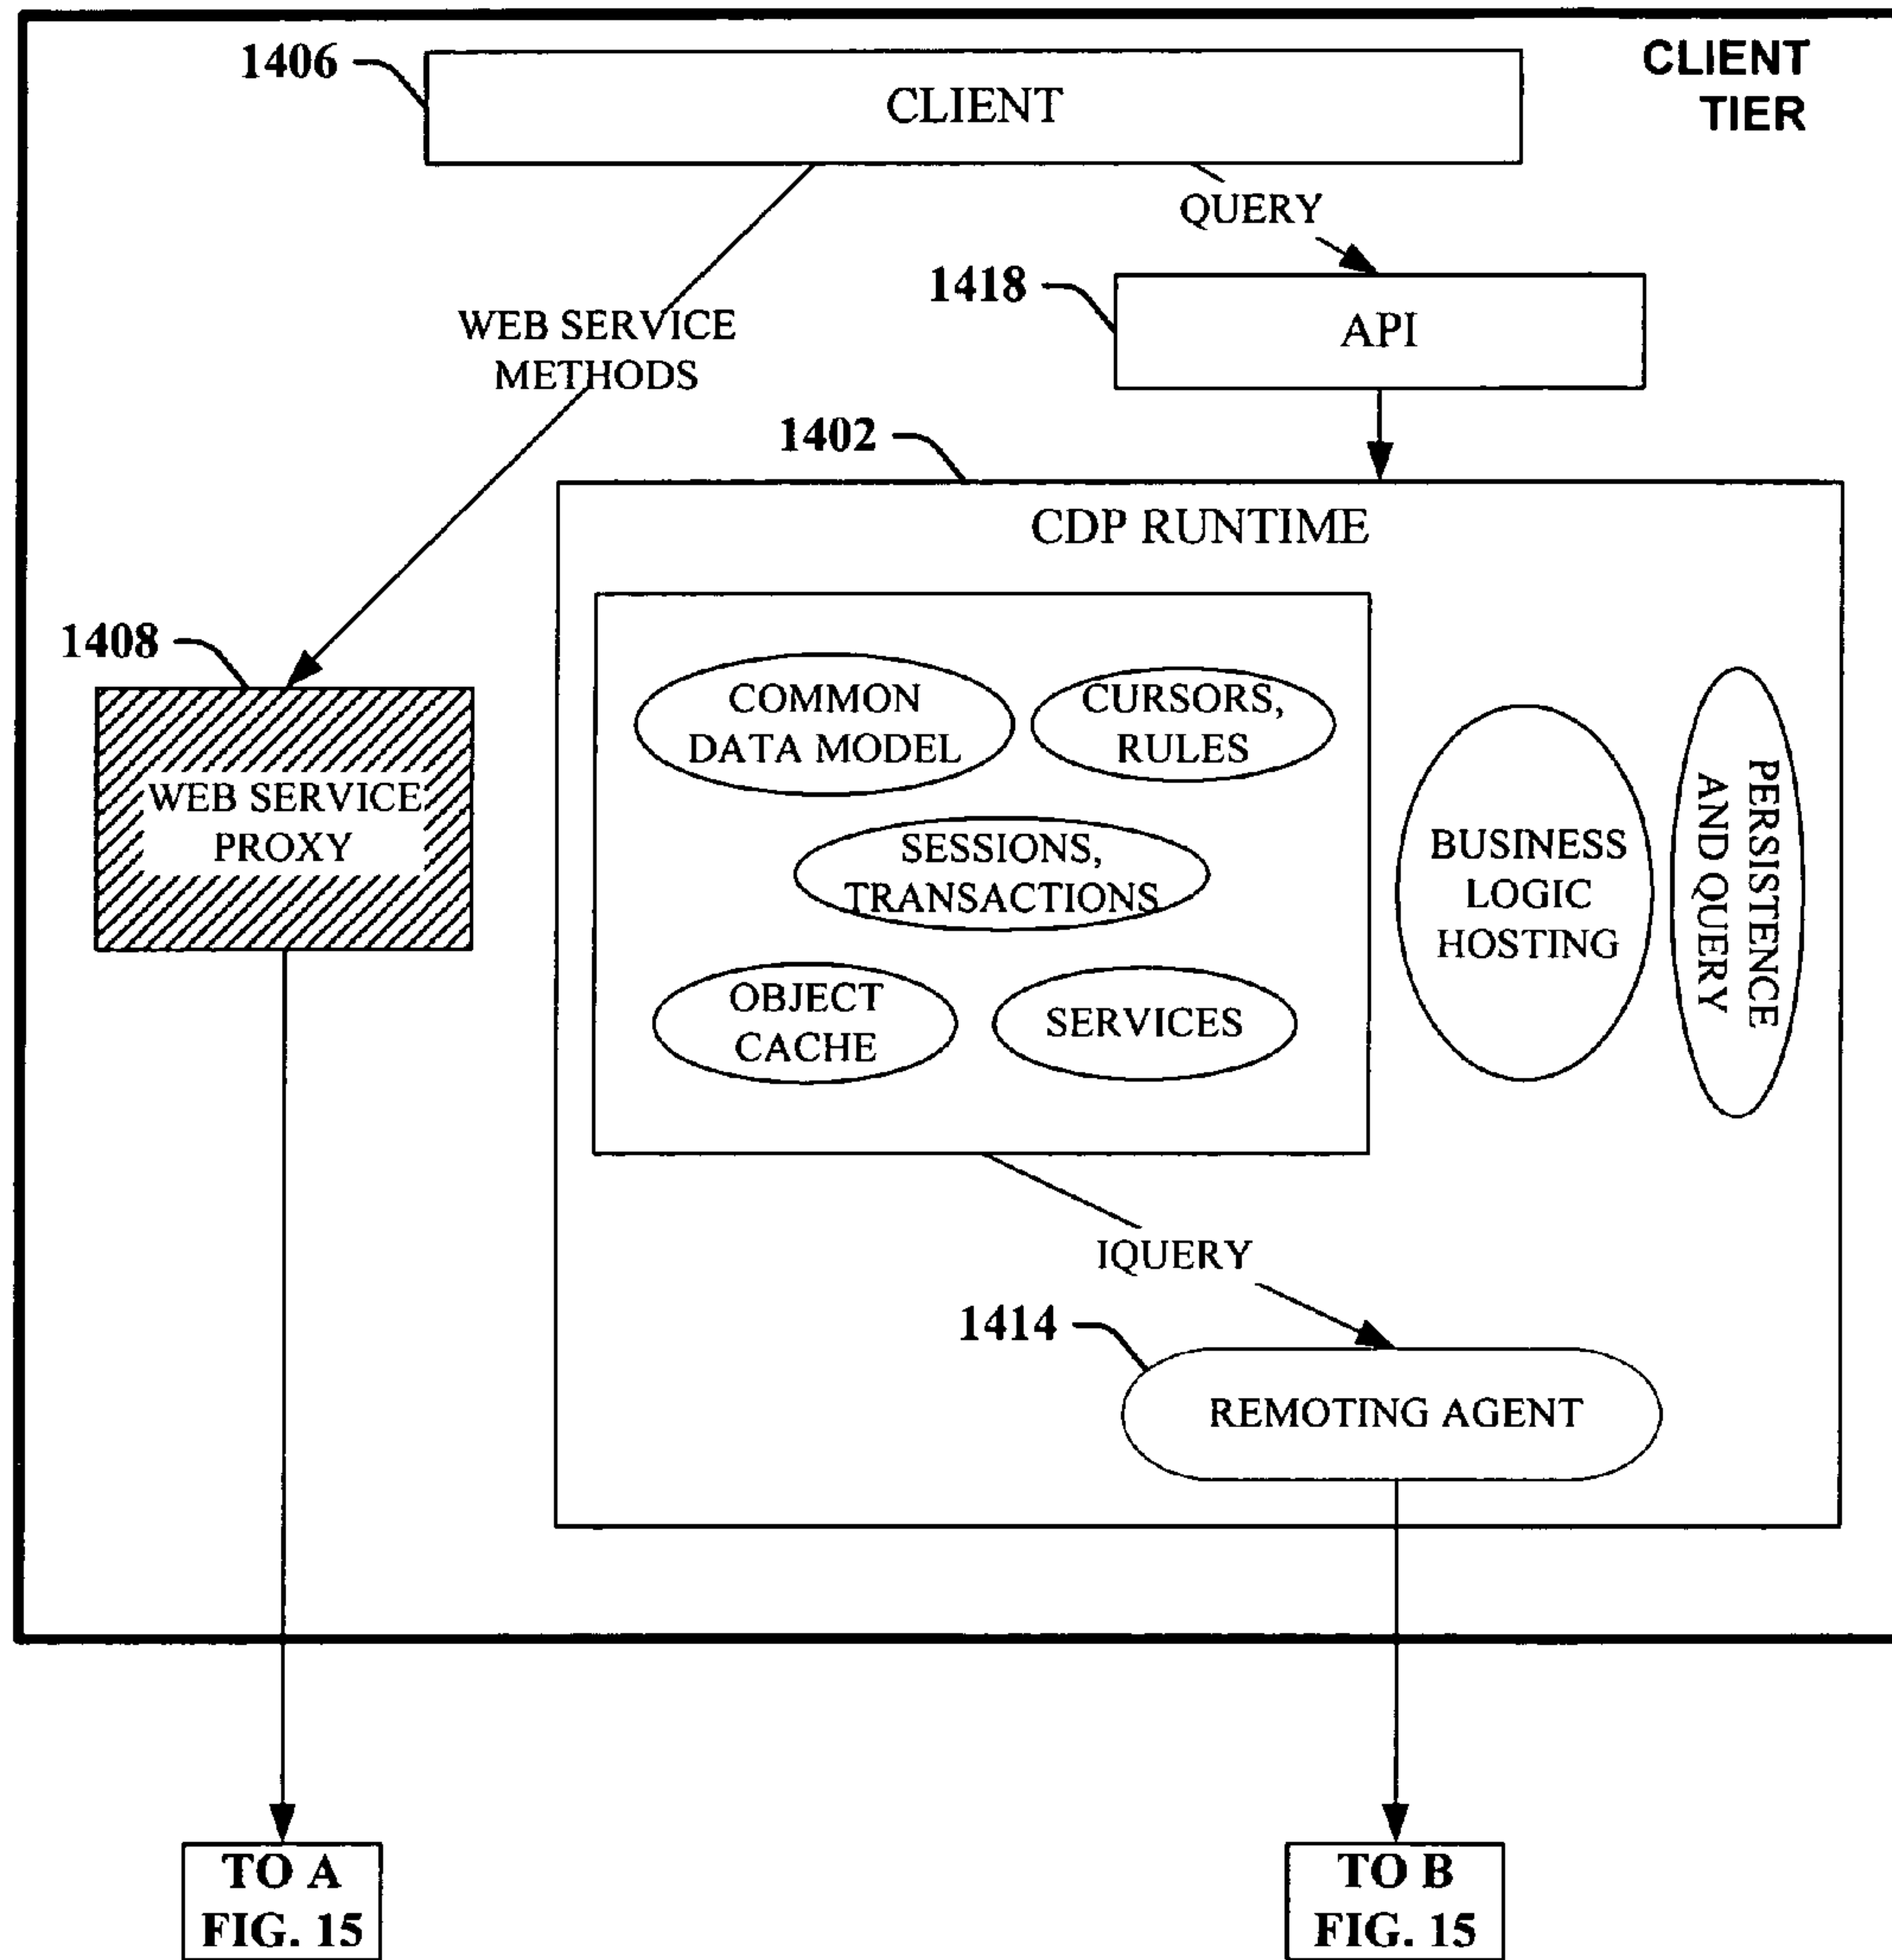 CLIENT
TIER
1406
CLIENT
QUERY
1418
API
WEB SERVICE
METHODS
1402
CDP RUNTIME
1408
WEB SERVICE
PROXY
COMMON
DATA MODEL
CURSORS,
RULES
SESSIONS,
TRANSACTIONS
OBJECT
CACHE
SERVICES
BUSINESS
LOGIC
HOSTING
PERSISTENCE
AND QUERY
IQUERY
1414
REMOTING AGENT
TO A
FIG. 15
TO B
FIG. 15